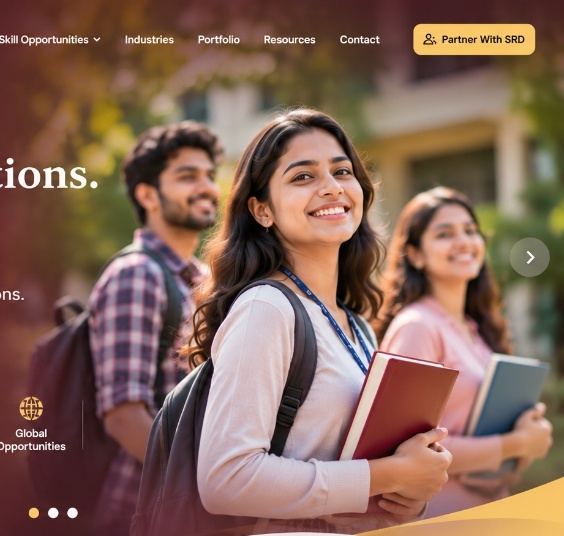 Skill Opportunities Industries Portfolio Resources Contact Partner With SRD
tions.
ons.
Global
Opportunities